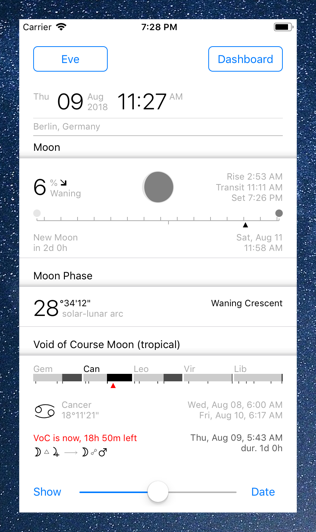 Carrier 7:28 PM
Eve Dashboard
Thu 09 Aug 2018 11:27 AM
Berlin, Germany
Moon
6 % Waning
Rise 2:53 AM
Transit 11:11 AM
Set 7:26 PM
New Moon
in 2d 0h
Sat, Aug 11
11:58 AM
Moon Phase
28 °34'12" solar-lunar arc
Waning Crescent
Void of Course Moon (tropical)
Gem Can Leo Vir Lib
Cancer
18°11'21"
Wed, Aug 08, 6:00 AM
Fri, Aug 10, 6:17 AM
VoC is now, 18h 50m left
Thu, Aug 09, 5:43 AM
dur. 1d 0h
Show Date